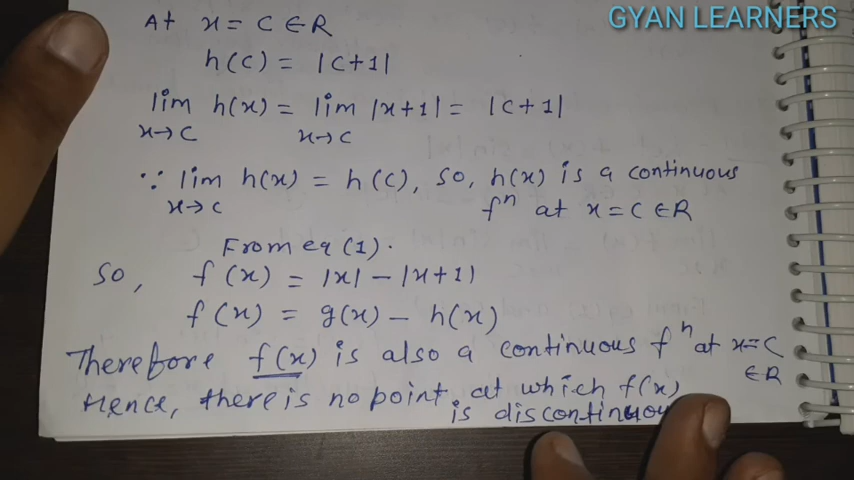 GYAN LEARNERS
At x = C ∈ R
h(c) = |c+1|
lim h(x) = lim |x+1| = |c+1|
x→c x→c
∵ lim h(x) = h(c), so, h(x) is a continuous
x→c fⁿ at x = C ∈ R
From eq (1).
so, f(x) = |x| - |x+1|
f(x) = g(x) - h(x)
Therefore f(x) is also a continuous fⁿ at x=C
∈R
Hence, there is no point at which f(x)
is discontinuou